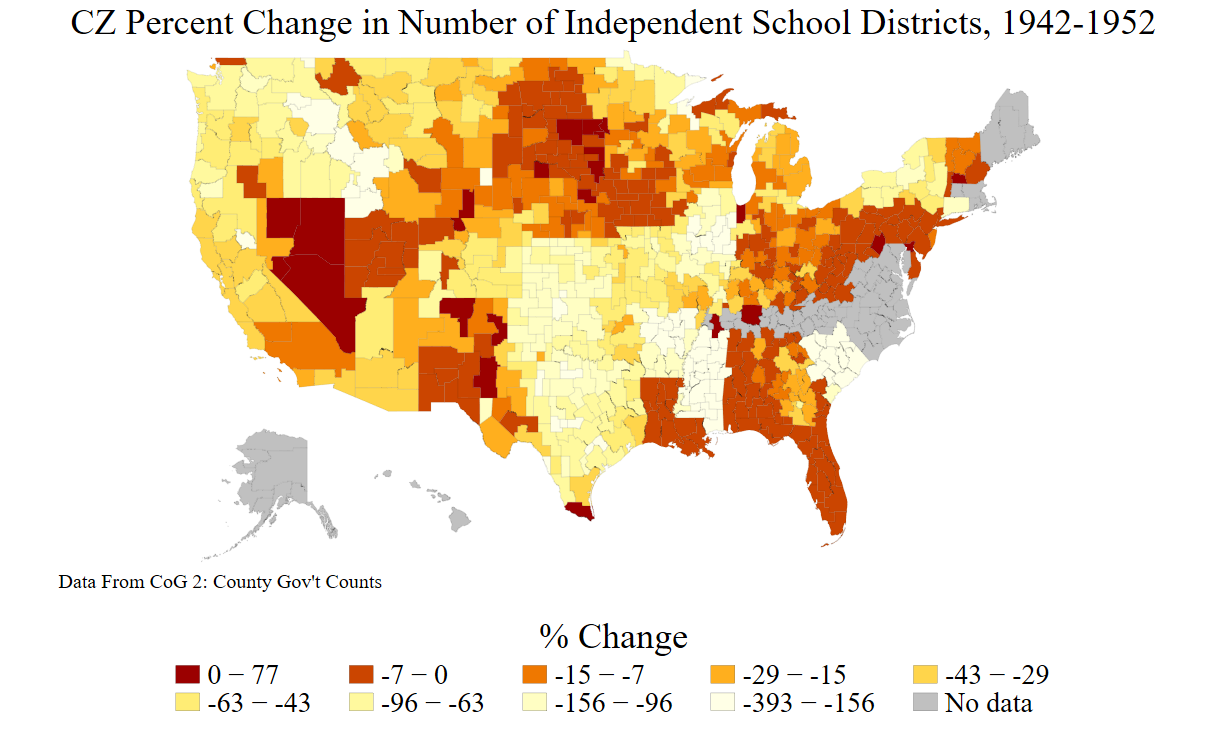 CZ Percent Change in Number of Independent School Districts, 1942-1952
Data From CoG 2: County Gov't Counts
% Change
0 − 77
-7 − 0
-15 − -7
-29 − -15
-43 − -29
-63 − -43
-96 − -63
-156 − -96
-393 − -156
No data